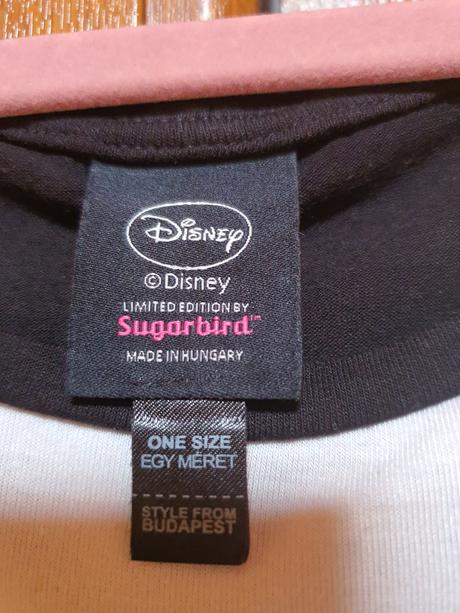 Disney
©Disney
LIMITED EDITION BY
Sugarbird™
MADE IN HUNGARY
ONE SIZE
EGY MÉRET
STYLE FROM
BUDAPEST